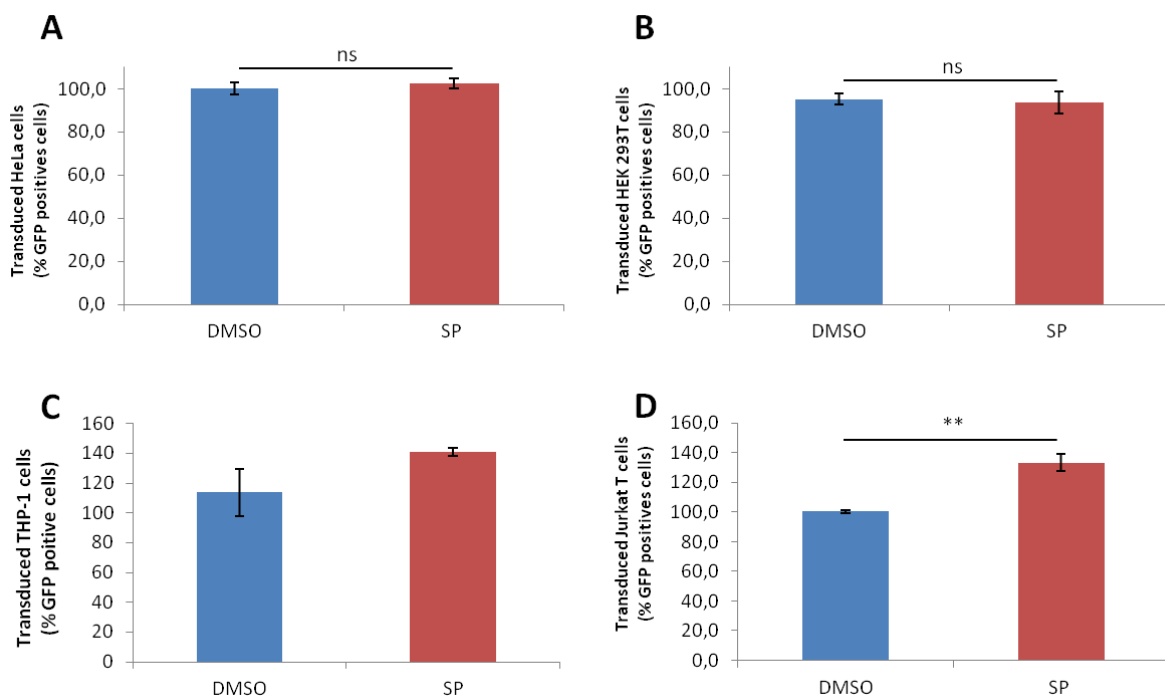 A
ns
Transduced HeLa cells
(% GFP positives cells)
100,0
80,0
60,0
40,0
20,0
0,0
DMSO
SP
B
ns
Transduced HEK 293T cells
(% GFP positives cells)
100,0
80,0
60,0
40,0
20,0
0,0
DMSO
SP
C
Transduced THP-1 cells
(% GFP poitive cells)
160
140
120
100
80
60
40
20
0
DMSO
SP
D
**
Transduced Jurkat T cells
(% GFP positives cells)
160,0
140,0
120,0
100,0
80,0
60,0
40,0
20,0
0,0
DMSO
SP